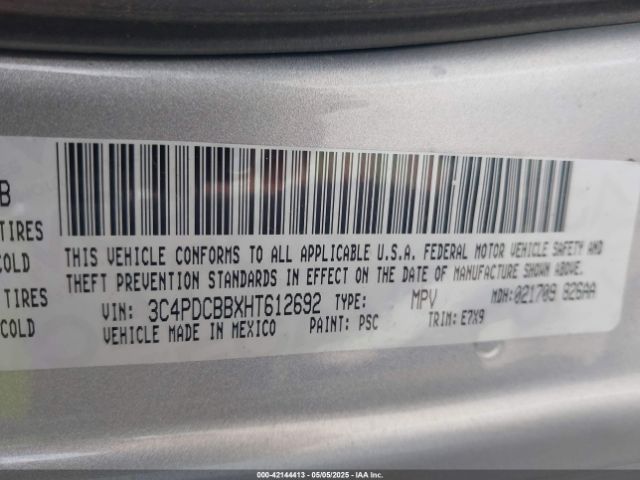 B
TIRES
COLD
TIRES
COLD
THIS VEHICLE CONFORMS TO ALL APPLICABLE U.S.A. FEDERAL MOTOR VEHICLE SAFETY AND
THEFT PREVENTION STANDARDS IN EFFECT ON THE DATE OF MANUFACTURE SHOWN ABOVE.
VIN: 3C4PDCBBXHT612692 TYPE: MPV MDH:021709 926AA
VEHICLE MADE IN MEXICO PAINT: PSC TRIM: E7X9
000-42144413 - 05/05/2025 - IAA Inc.